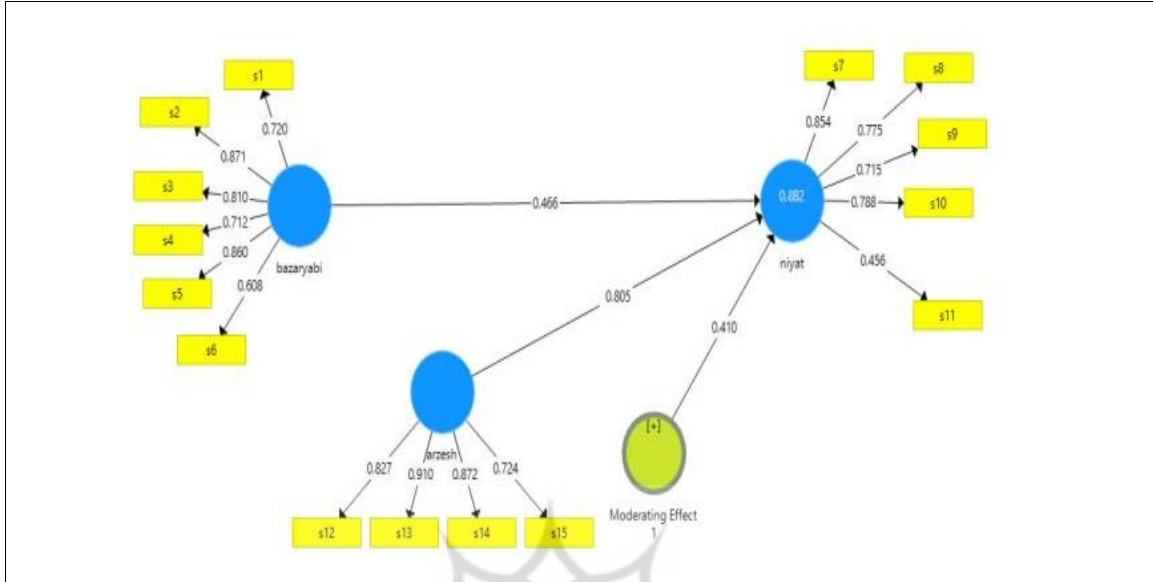 s1
s2
s3
s4
s5
s6
0.720
0.871
0.810
0.712
0.860
0.608
bazaryabi
0.466
0.805
0.410
s7
s8
s9
s10
s11
0.854
0.775
0.715
0.788
0.456
0.882
niyat
arzesh
0.827
0.910
0.872
0.724
s12
s13
s14
s15
[+]
Moderating Effect
1